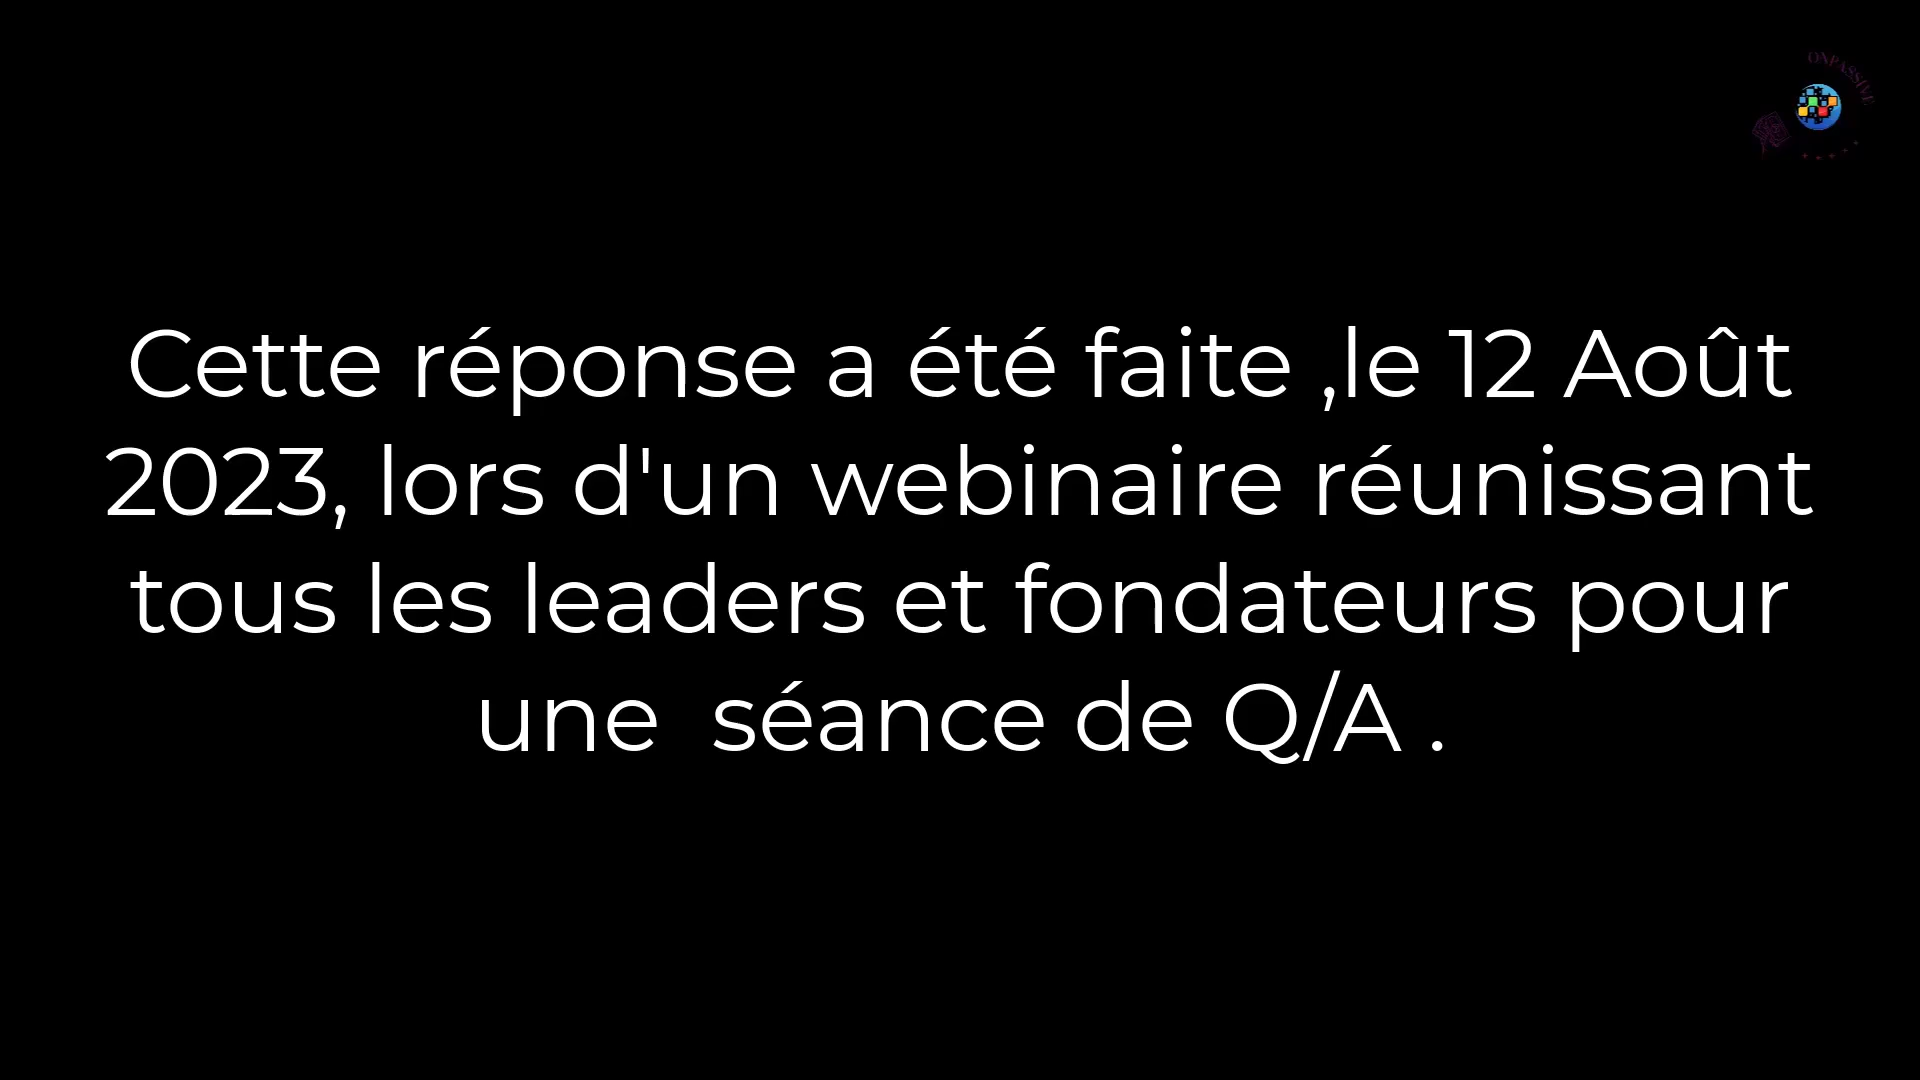 ONPASSIVE
Cette réponse a été faite ,le 12 Août
2023, lors d'un webinaire réunissant
tous les leaders et fondateurs pour
une  séance de Q/A .